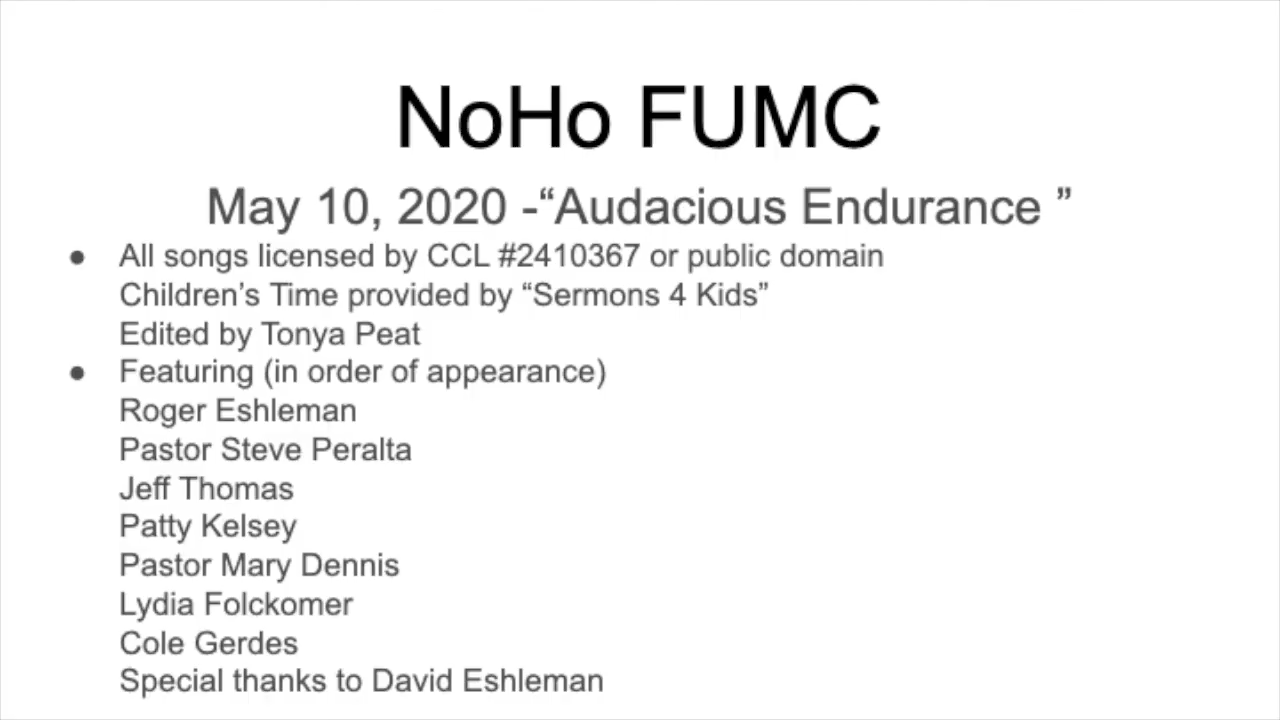 NoHo FUMC
May 10, 2020 -“Audacious Endurance ”
● All songs licensed by CCL #2410367 or public domain
Children’s Time provided by “Sermons 4 Kids”
Edited by Tonya Peat
● Featuring (in order of appearance)
Roger Eshleman
Pastor Steve Peralta
Jeff Thomas
Patty Kelsey
Pastor Mary Dennis
Lydia Folckomer
Cole Gerdes
Special thanks to David Eshleman